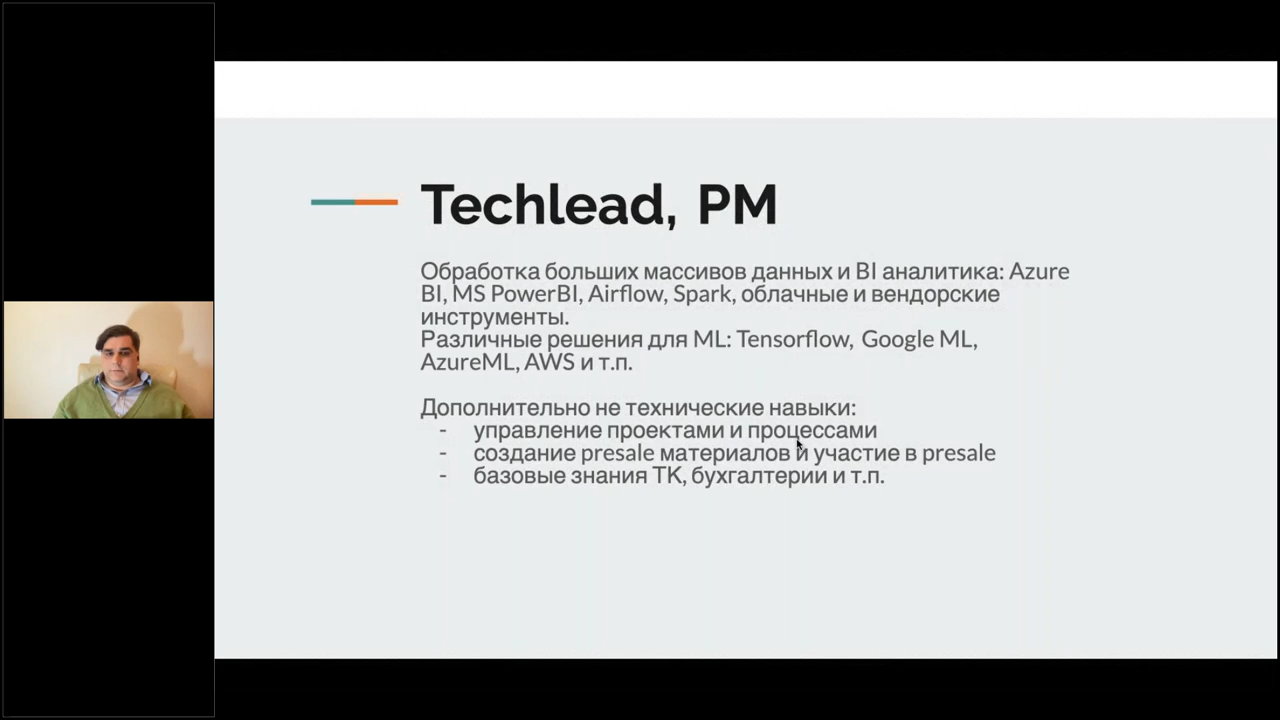 Techlead, PM
Обработка больших массивов данных и BI аналитика: Azure
BI, MS PowerBI, Airflow, Spark, облачные и вендорские
инструменты.
Различные решения для ML: Tensorflow, Google ML,
AzureML, AWS и т.п.
Дополнительно не технические навыки:
- управление проектами и процессами
- создание presale материалов и участие в presale
- базовые знания ТК, бухгалтерии и т.п.